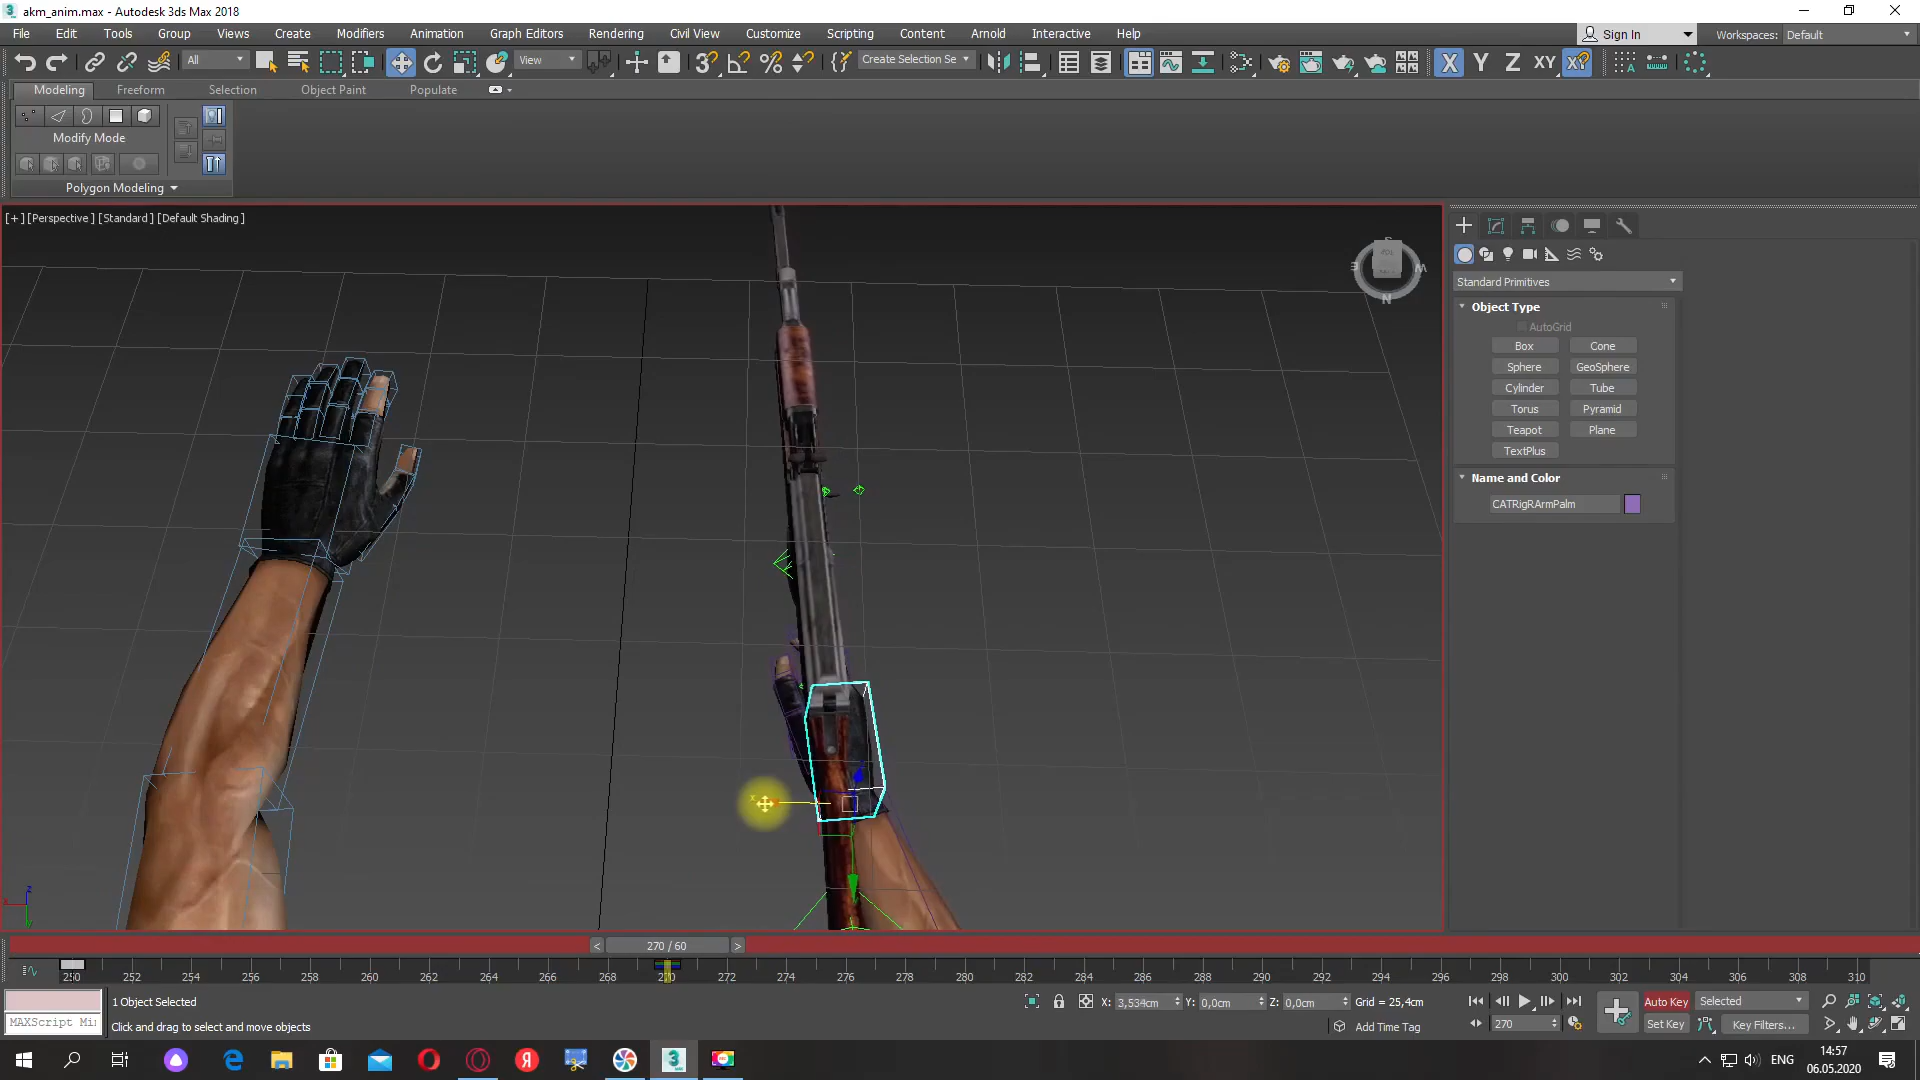 akm_anim.max - Autodesk 3ds Max 2018
File Edit Tools Group Views Create Modifiers Animation Graph Editors Rendering Civil View Customize Scripting Content Arnold Interactive Help
Sign In
Workspaces: Default
All
View
Create Selection Se
X Y Z XY
Modeling Freeform Selection Object Paint Populate
Modify Mode
Polygon Modeling
[+] [Perspective] [Standard] [Default Shading]
N
Standard Primitives
Object Type
AutoGrid
Box Cone
Sphere GeoSphere
Cylinder Tube
Torus Pyramid
Teapot Plane
TextPlus
Name and Color
CATRigRArmPalm
x
z
< 270 / 60 >
250 252 254 256 258 260 262 264 266 268 270 272 274 276 278 280 282 284 286 288 290 292 294 296 298 300 302 304 306 308 310
1 Object Selected
X: 3,534cm Y: 0,0cm Z: 0,0cm Grid = 25,4cm
Auto Key Selected
MAXScript Mi
Click and drag to select and move objects
Add Time Tag
270
Set Key Key Filters...
ENG
14:57
06.05.2020